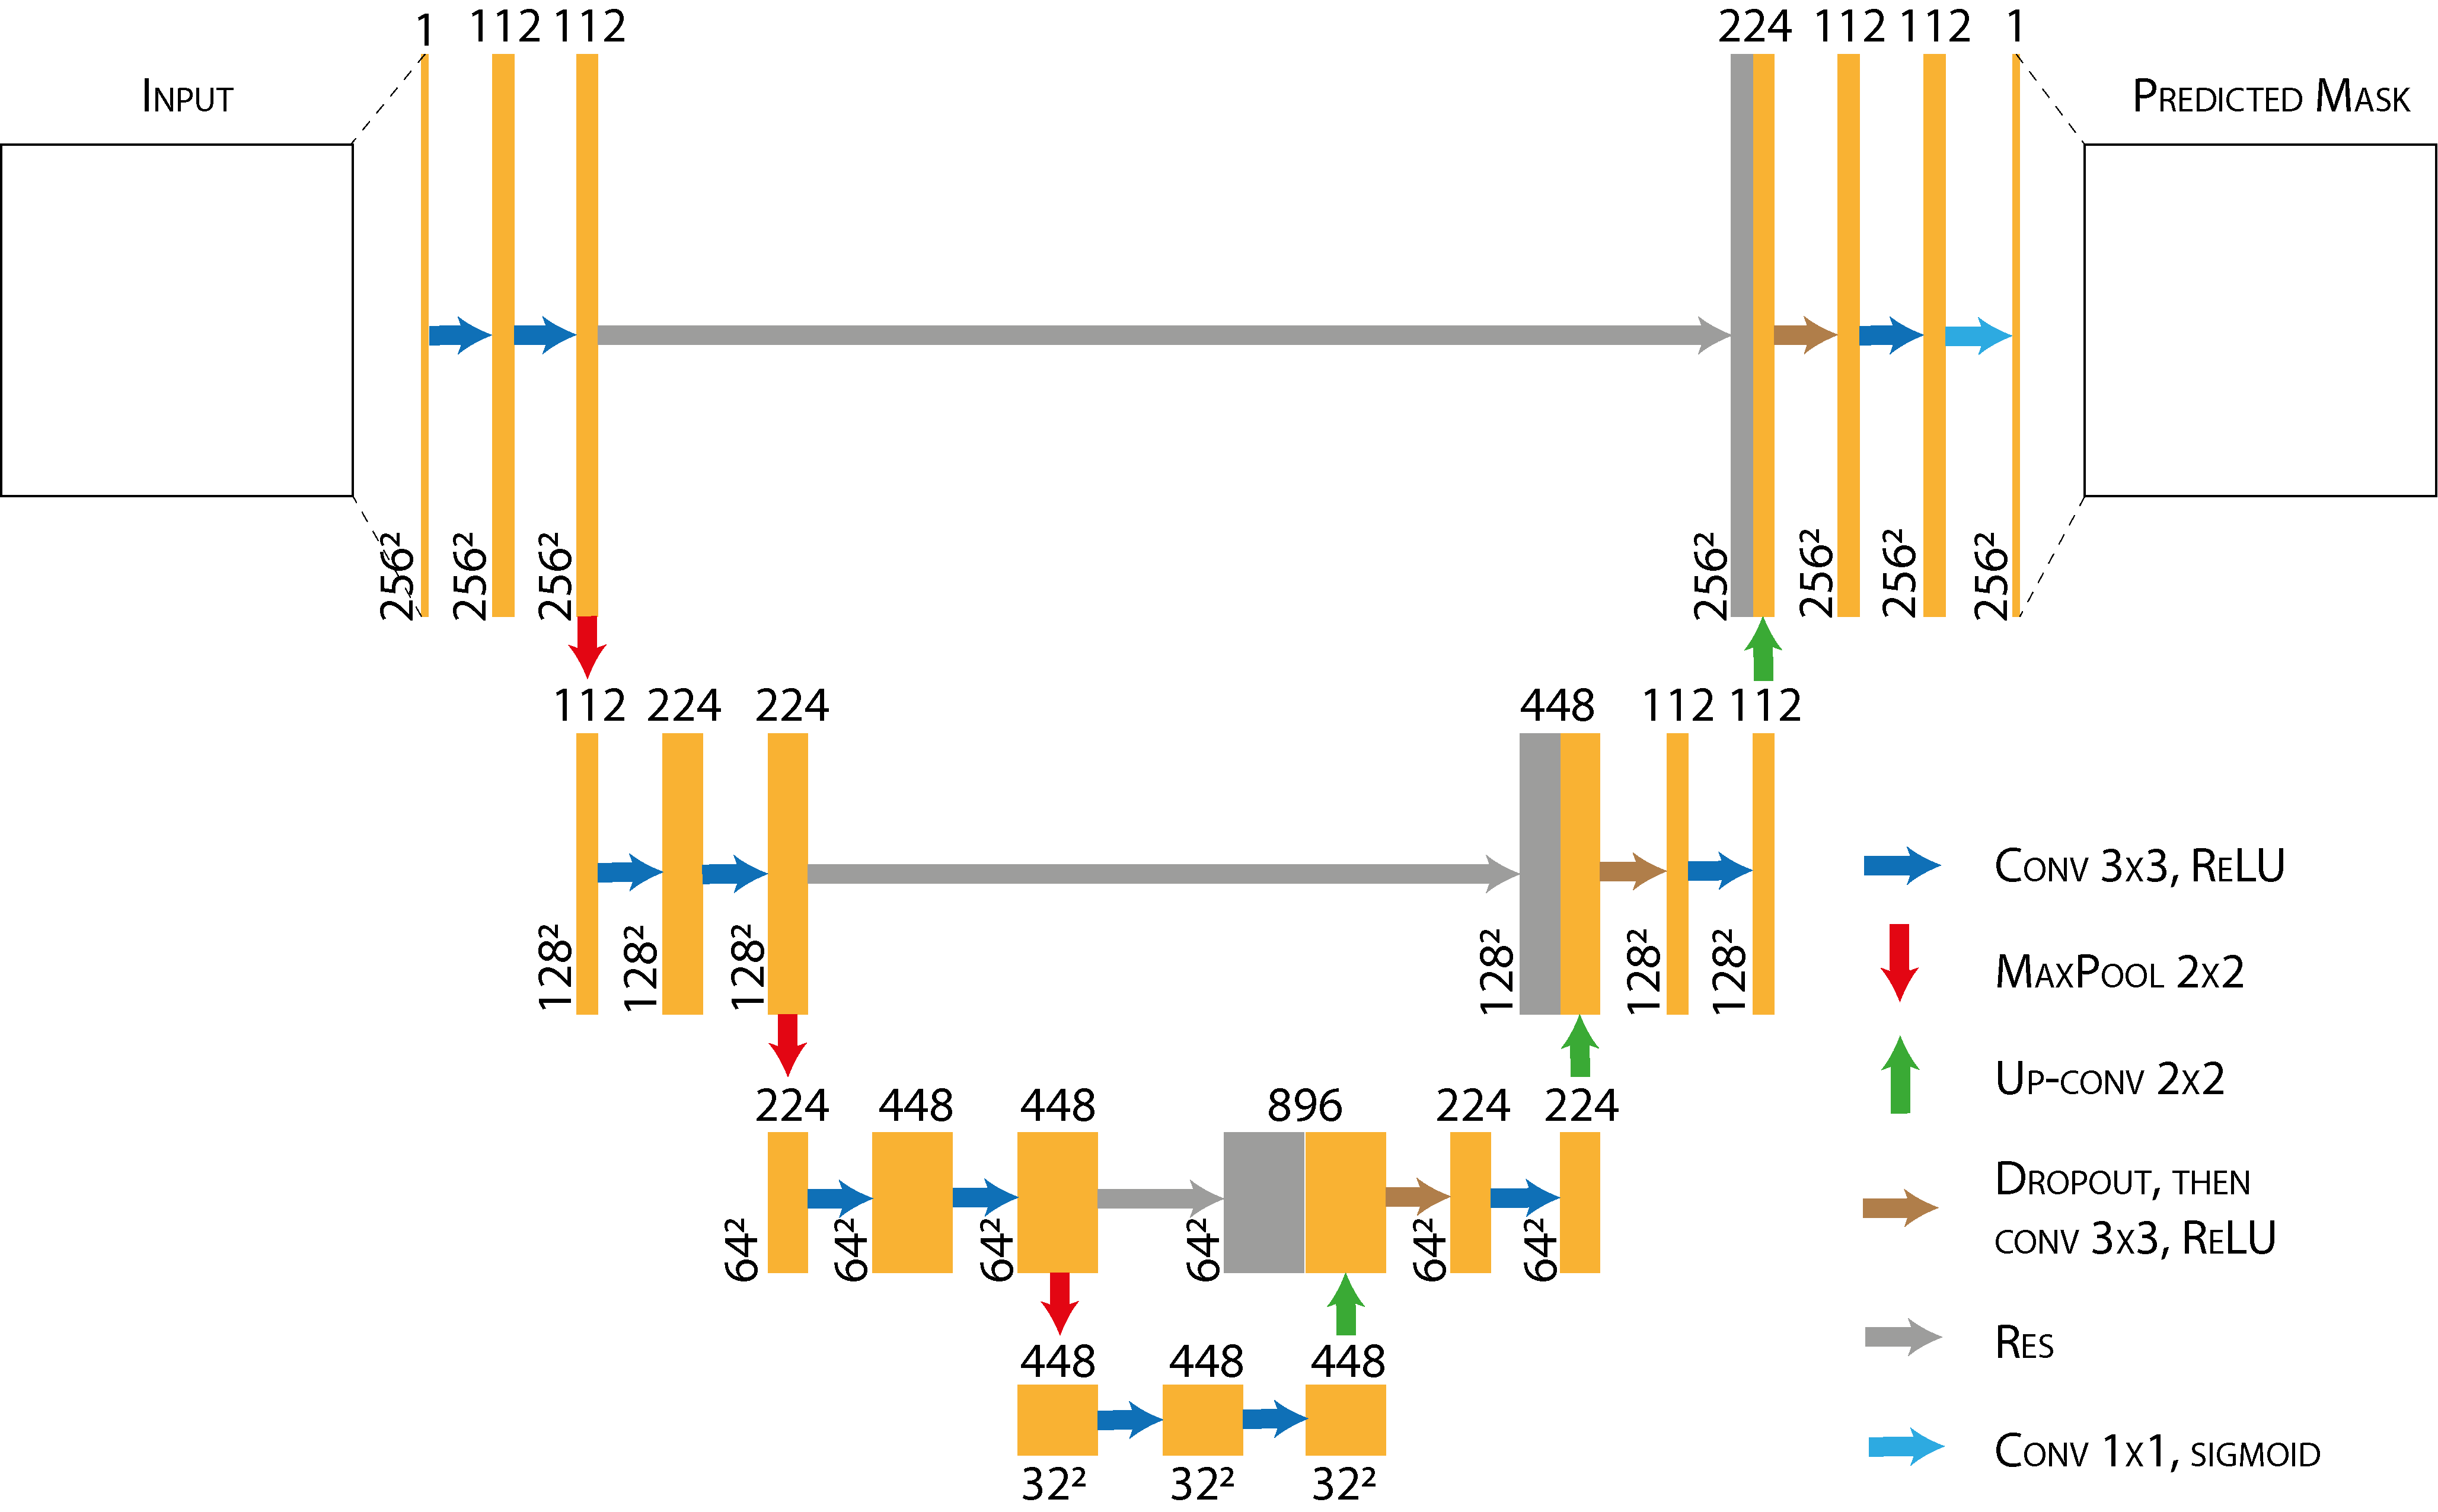 1 112 112 224 112 112 1
INPUT
PREDICTED MASK
256² 256² 256² 256² 256² 256² 256²
112 224 224 448 112 112
128² 128² 128² 128² 128² 128²
CONV 3X3, RELU
MAXPOOL 2X2
UP-CONV 2X2
224 448 448 896 224 224
64² 64² 64² 64² 64² 64²
DROPOUT, THEN
CONV 3X3, RELU
448 448 448
32² 32² 32²
RES
CONV 1X1, SIGMOID